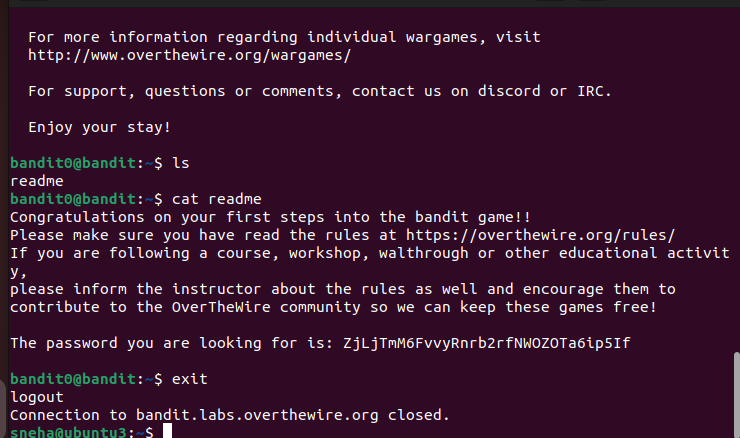 For more information regarding individual wargames, visit
http://www.overthewire.org/wargames/
For support, questions or comments, contact us on discord or IRC.
Enjoy your stay!
bandit0@bandit:~$ ls
readme
bandit0@bandit:~$ cat readme
Congratulations on your first steps into the bandit game!!
Please make sure you have read the rules at https://overthewire.org/rules/
If you are following a course, workshop, walthrough or other educational activit
y,
please inform the instructor about the rules as well and encourage them to
contribute to the OverTheWire community so we can keep these games free!
The password you are looking for is: ZjLjTmM6FvvyRnrb2rfNWOZOTa6ip5If
bandit0@bandit:~$ exit
logout
Connection to bandit.labs.overthewire.org closed.
sneha@ubuntu3:~$